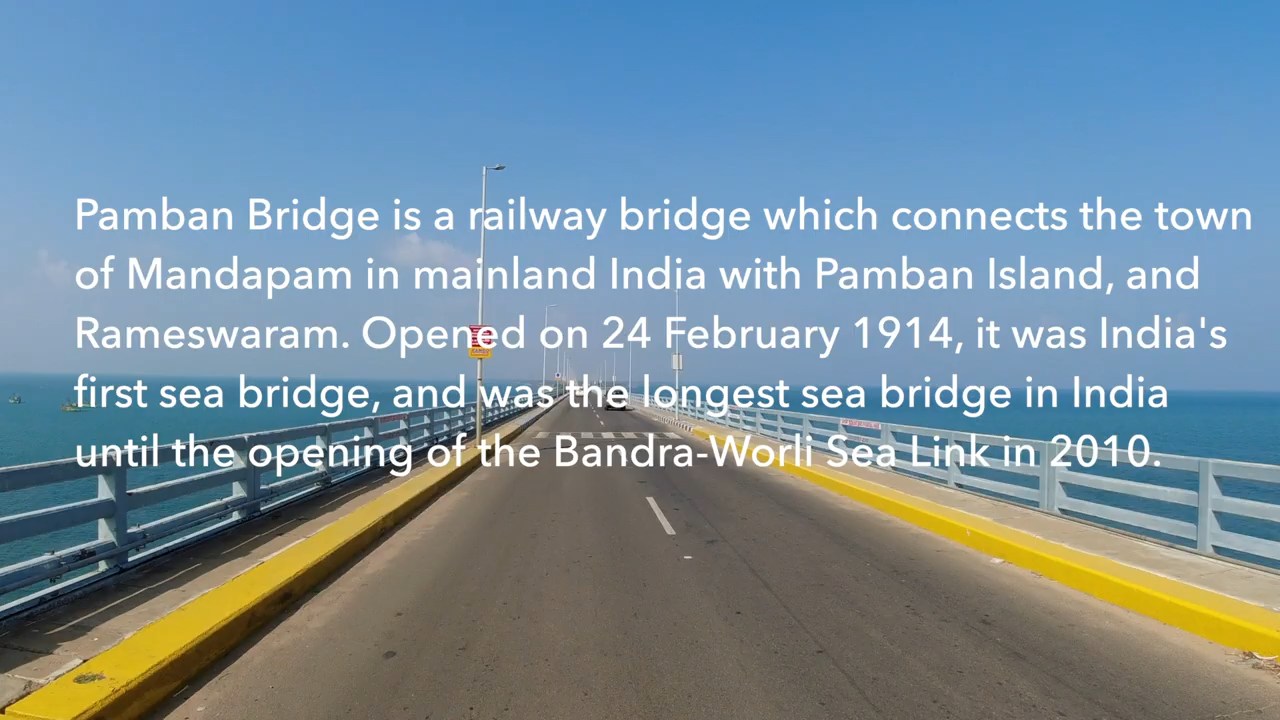 Pamban Bridge is a railway bridge which connects the town
of Mandapam in mainland India with Pamban Island, and
Rameswaram. Opened on 24 February 1914, it was India's
first sea bridge, and was the longest sea bridge in India
until the opening of the Bandra-Worli Sea Link in 2010.